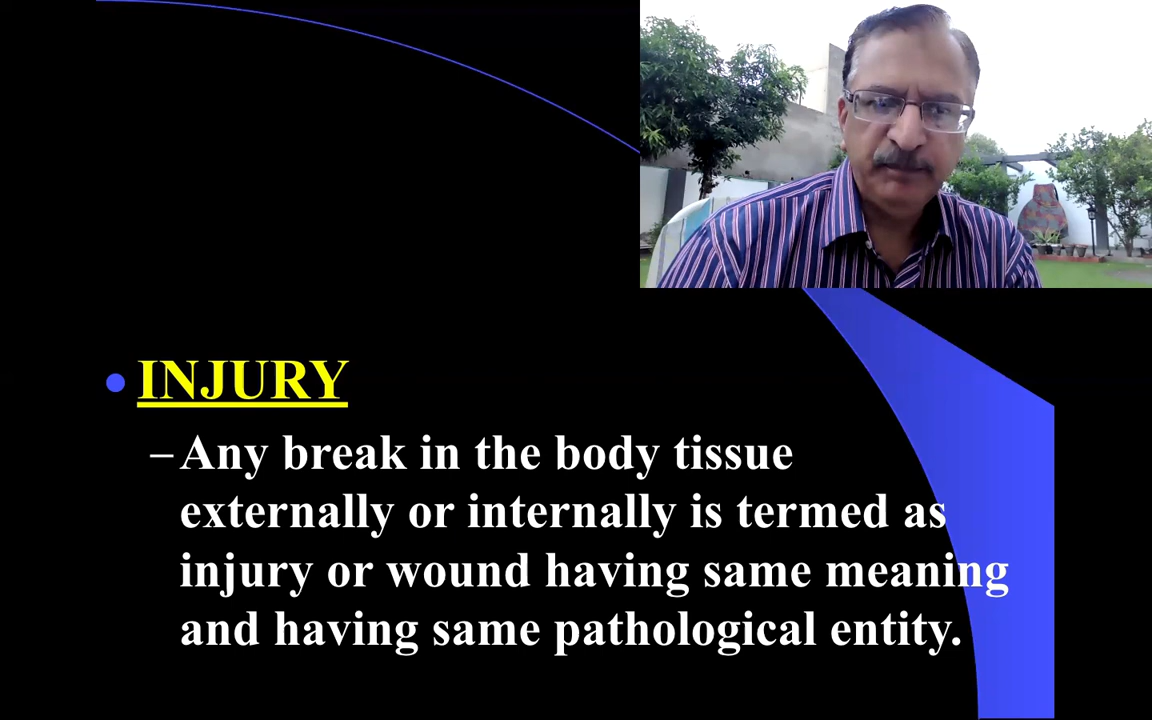 INJURY
–Any break in the body tissue
externally or internally is termed as
injury or wound having same meaning
and having same pathological entity.